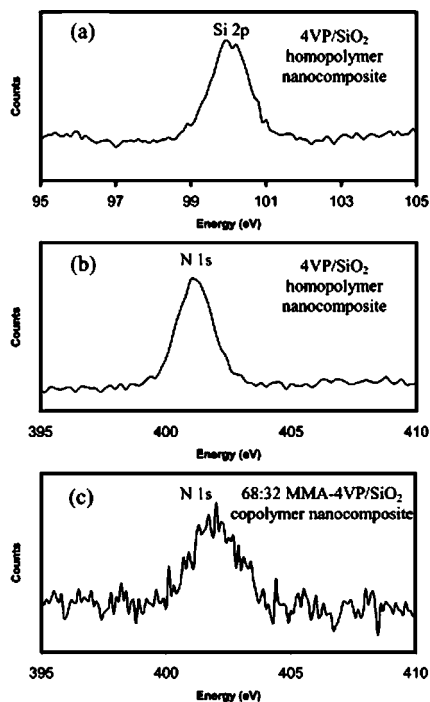 (a)
Si 2p
4VP/SiO₂
homopolymer
nanocomposite
Counts
95 97 99 101 103 105
Energy (eV)
(b)
N 1s
4VP/SiO₂
homopolymer
nanocomposite
Counts
395 400 405 410
Energy (eV)
(c)
N 1s
68:32 MMA-4VP/SiO₂
copolymer nanocomposite
Counts
395 400 405 410
Energy (eV)